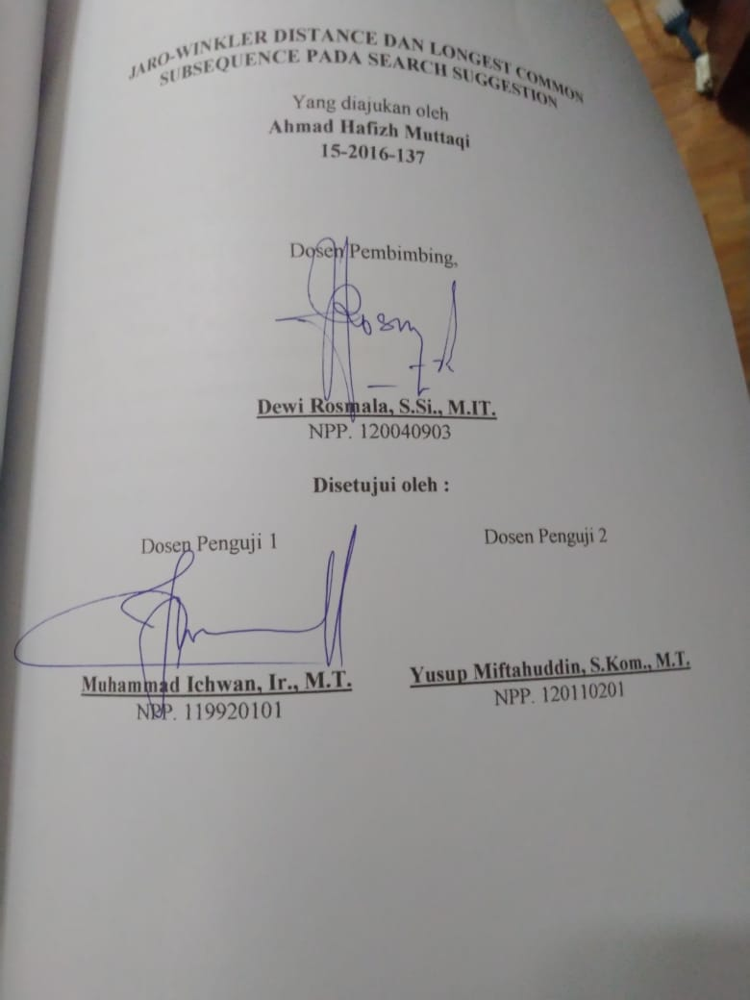 JARO-WINKLER DISTANCE DAN LONGEST COMMON
SUBSEQUENCE PADA SEARCH SUGGESTION
Yang diajukan oleh
Ahmad Hafizh Muttaqi
15-2016-137
Dosen Pembimbing,
Dewi Rosmala, S.Si., M.IT.
NPP. 120040903
Disetujui oleh :
Dosen Penguji 1
Dosen Penguji 2
Muhammad Ichwan, Ir., M.T.
Yusup Miftahuddin, S.Kom., M.T.
NPP. 119920101
NPP. 120110201